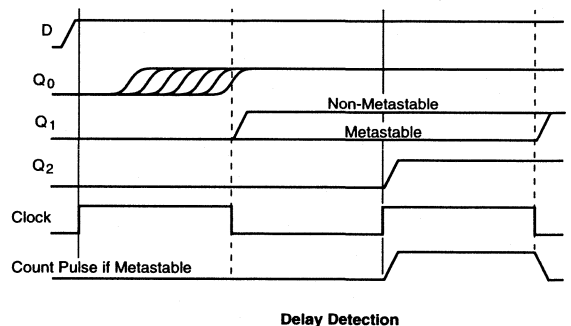 D
Q0
Non-Metastable
Q1
Metastable
Q2
Clock
Count Pulse if Metastable
Delay Detection